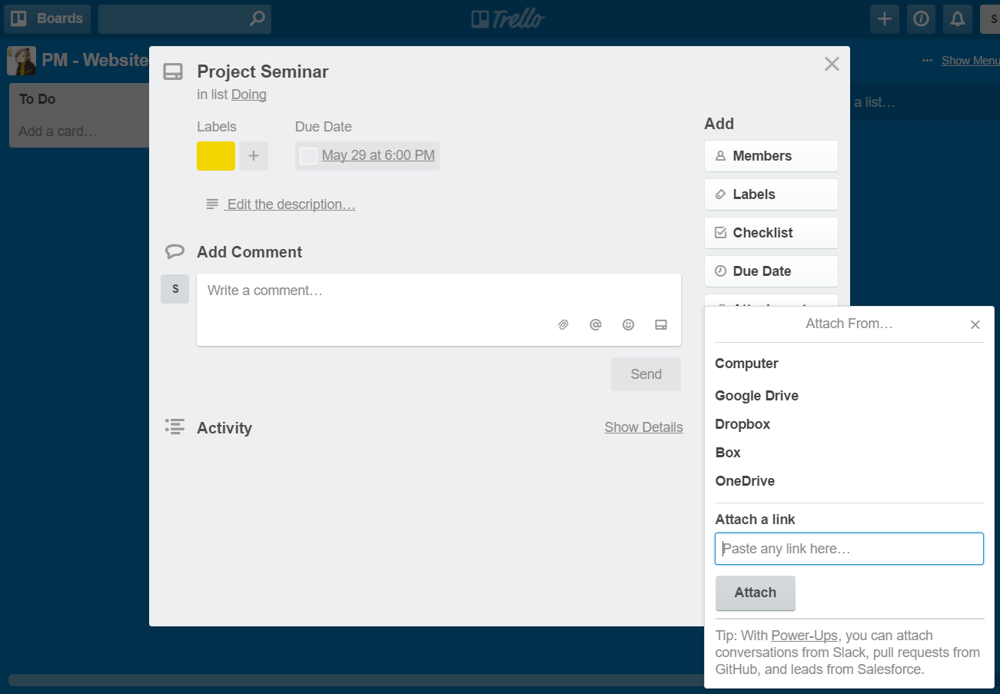 Boards
Trello
S
PM - Website
... Show Menu
To Do
Add a card…
a list…
Project Seminar
in list Doing
Labels
Due Date
+
May 29 at 6:00 PM
Edit the description…
Add Comment
S
Write a comment…
@
Send
Activity
Show Details
Add
Members
Labels
Checklist
Due Date
Attach From…
Computer
Google Drive
Dropbox
Box
OneDrive
Attach a link
Paste any link here…
Attach
Tip: With Power-Ups, you can attach
conversations from Slack, pull requests from
GitHub, and leads from Salesforce.